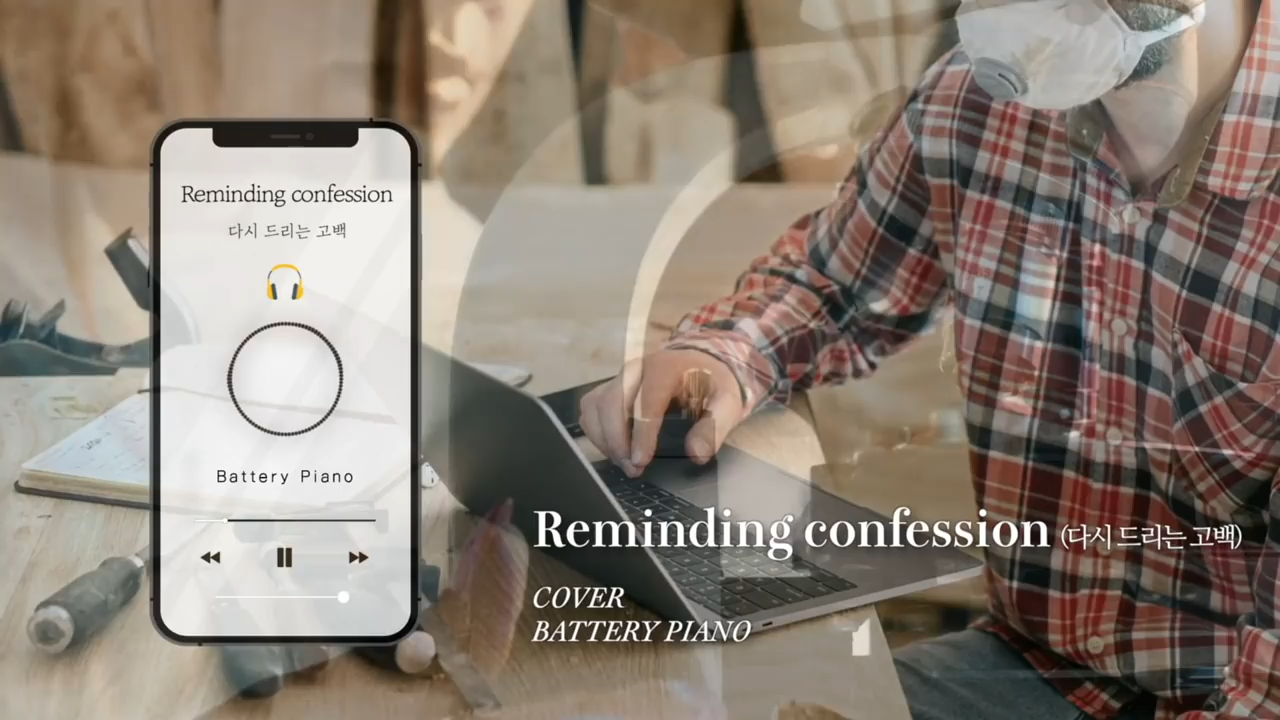 Reminding confession
다시 드리는 고백
Battery Piano
Reminding confession (다시 드리는 고백)
COVER
BATTERY PIANO